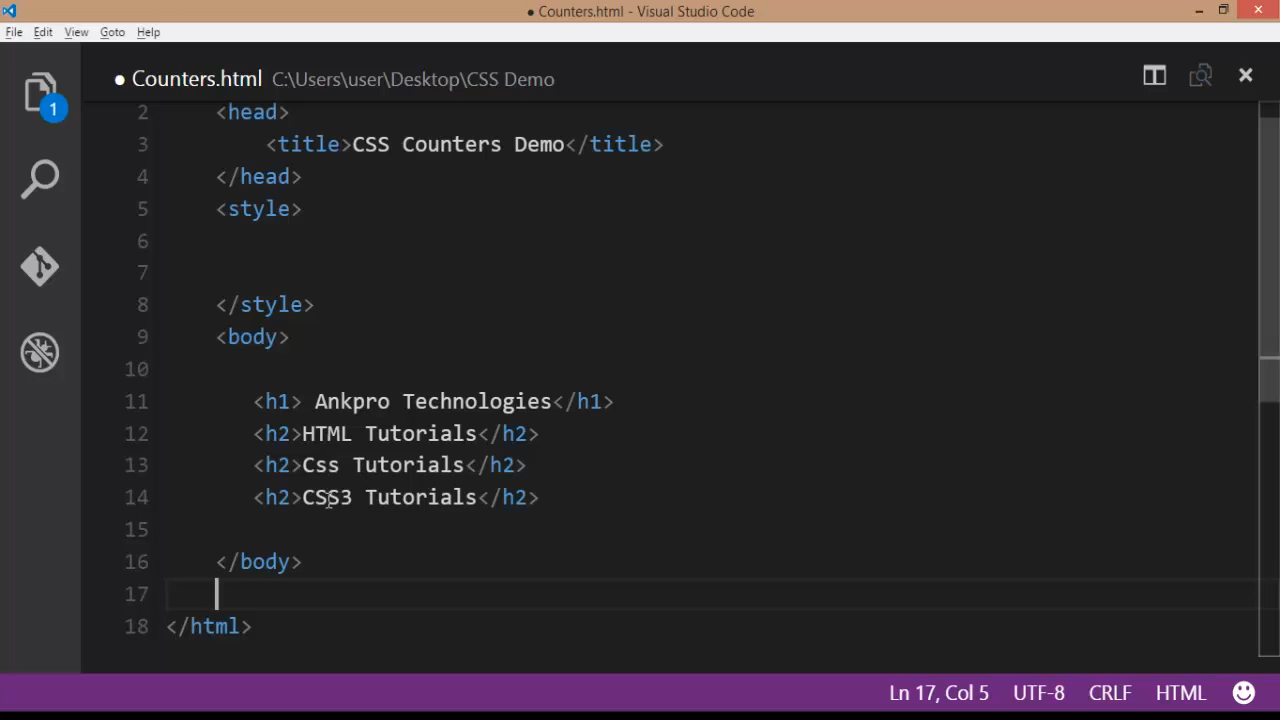 ● Counters.html - Visual Studio Code
File Edit View Goto Help
1
● Counters.html C:\Users\user\Desktop\CSS Demo
2 <head>
3 <title>CSS Counters Demo</title>
4 </head>
5 <style>
6
7
8 </style>
9 <body>
10
11 <h1> Ankpro Technologies</h1>
12 <h2>HTML Tutorials</h2>
13 <h2>Css Tutorials</h2>
14 <h2>CSS3 Tutorials</h2>
15
16 </body>
17
18 </html>
Ln 17, Col 5 UTF-8 CRLF HTML